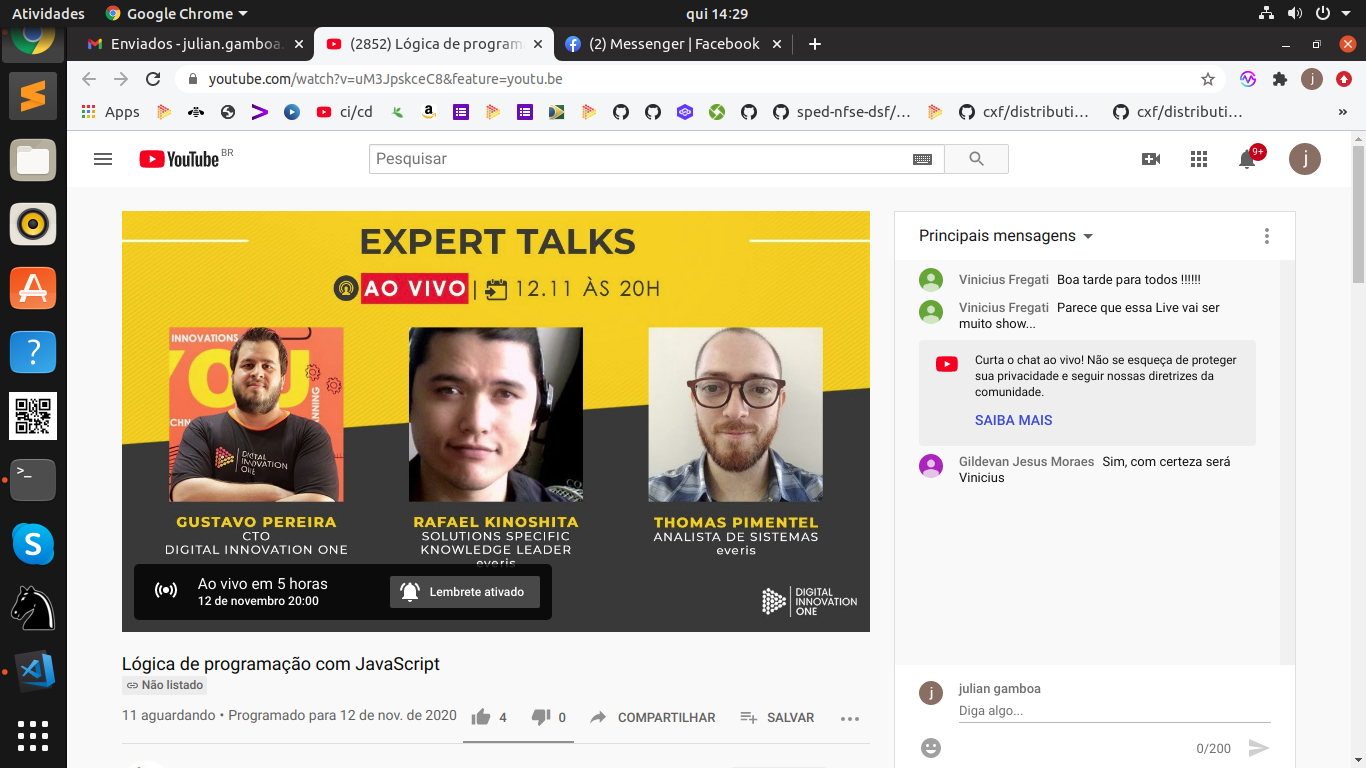 Atividades
Google Chrome
qui 14:29
Enviados - julian.gamboa.
(2852) Lógica de program
(2) Messenger | Facebook
youtube.com/watch?v=uM3JpskceC8&feature=youtu.be
j
Apps
ci/cd
sped-nfse-dsf/...
cxf/distributi...
cxf/distributi...
»
YouTube BR
Pesquisar
9+
j
EXPERT TALKS
AO VIVO | 12.11 ÀS 20H
INNOVATIONS
YOU
DIGITAL
INNOVATION
ONE
GUSTAVO PEREIRA
CTO
DIGITAL INNOVATION ONE
RAFAEL KINOSHITA
SOLUTIONS SPECIFIC
KNOWLEDGE LEADER
everis
THOMAS PIMENTEL
ANALISTA DE SISTEMAS
everis
Ao vivo em 5 horas
12 de novembro 20:00
Lembrete ativado
DIGITAL
INNOVATION
ONE
Lógica de programação com JavaScript
Não listado
11 aguardando • Programado para 12 de nov. de 2020
4
0
COMPARTILHAR
SALVAR
Principais mensagens
Vinicius Fregati Boa tarde para todos !!!!!!
Vinicius Fregati Parece que essa Live vai ser
muito show...
Curta o chat ao vivo! Não se esqueça de proteger
sua privacidade e seguir nossas diretrizes da
comunidade.
SAIBA MAIS
Gildevan Jesus Moraes Sim, com certeza será
Vinicius
j
julian gamboa
Diga algo...
0/200